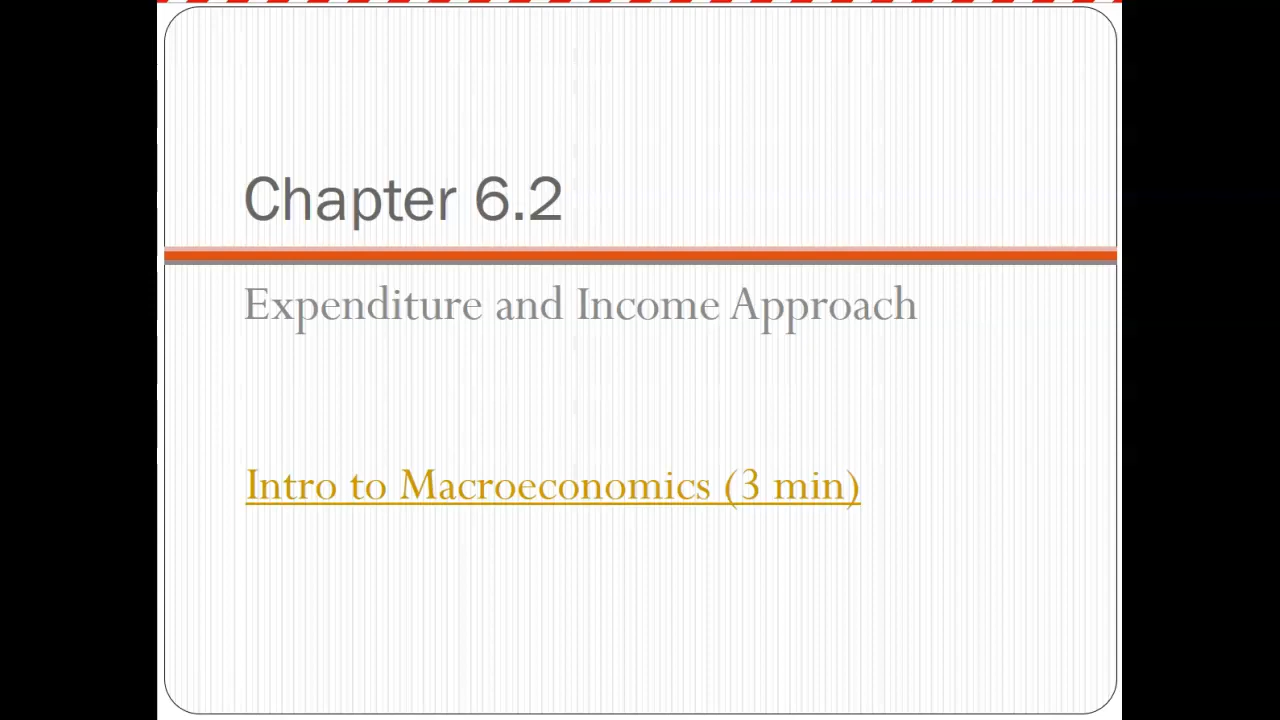 Chapter 6.2
Expenditure and Income Approach
Intro to Macroeconomics (3 min)